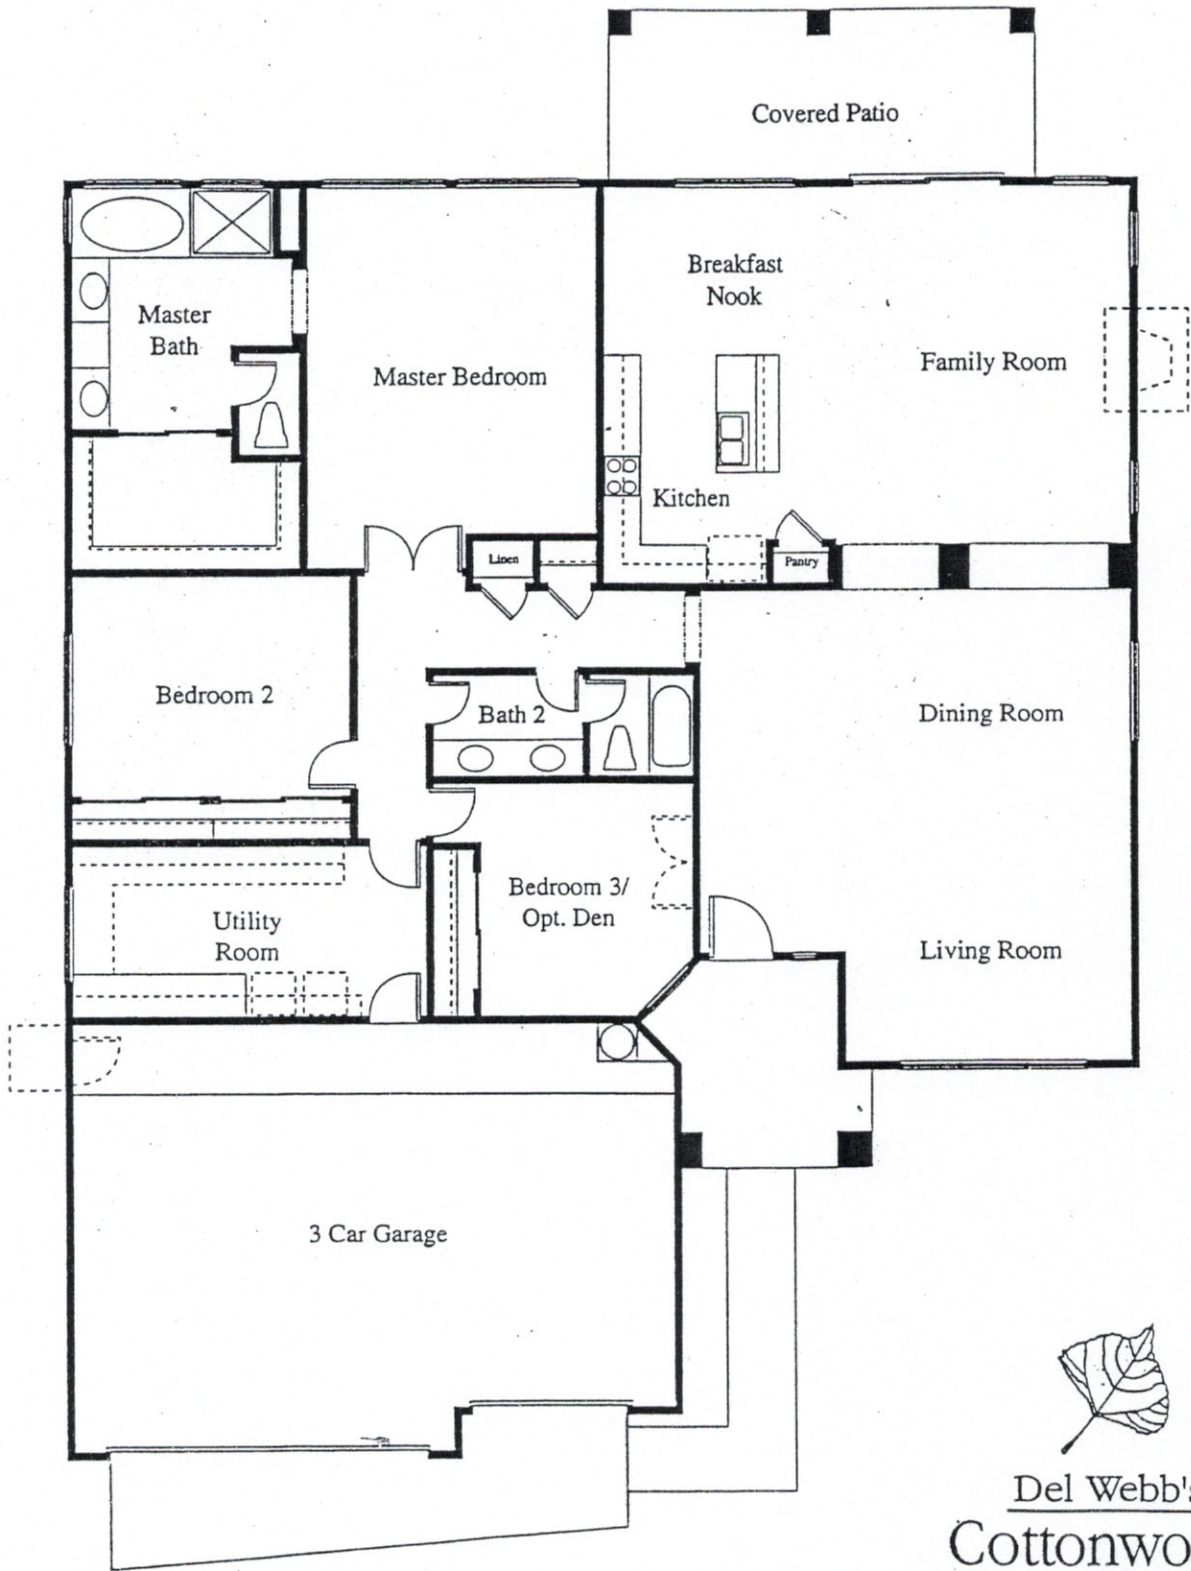 Covered Patio
Breakfast
Nook
Master
Bath
Family Room
Master Bedroom
Kitchen
Linen
Pantry
Bedroom 2
Bath 2
Dining Room
Bedroom 3/
Opt. Den
Utility
Room
Living Room
3 Car Garage
Del Webb's
Cottonwo